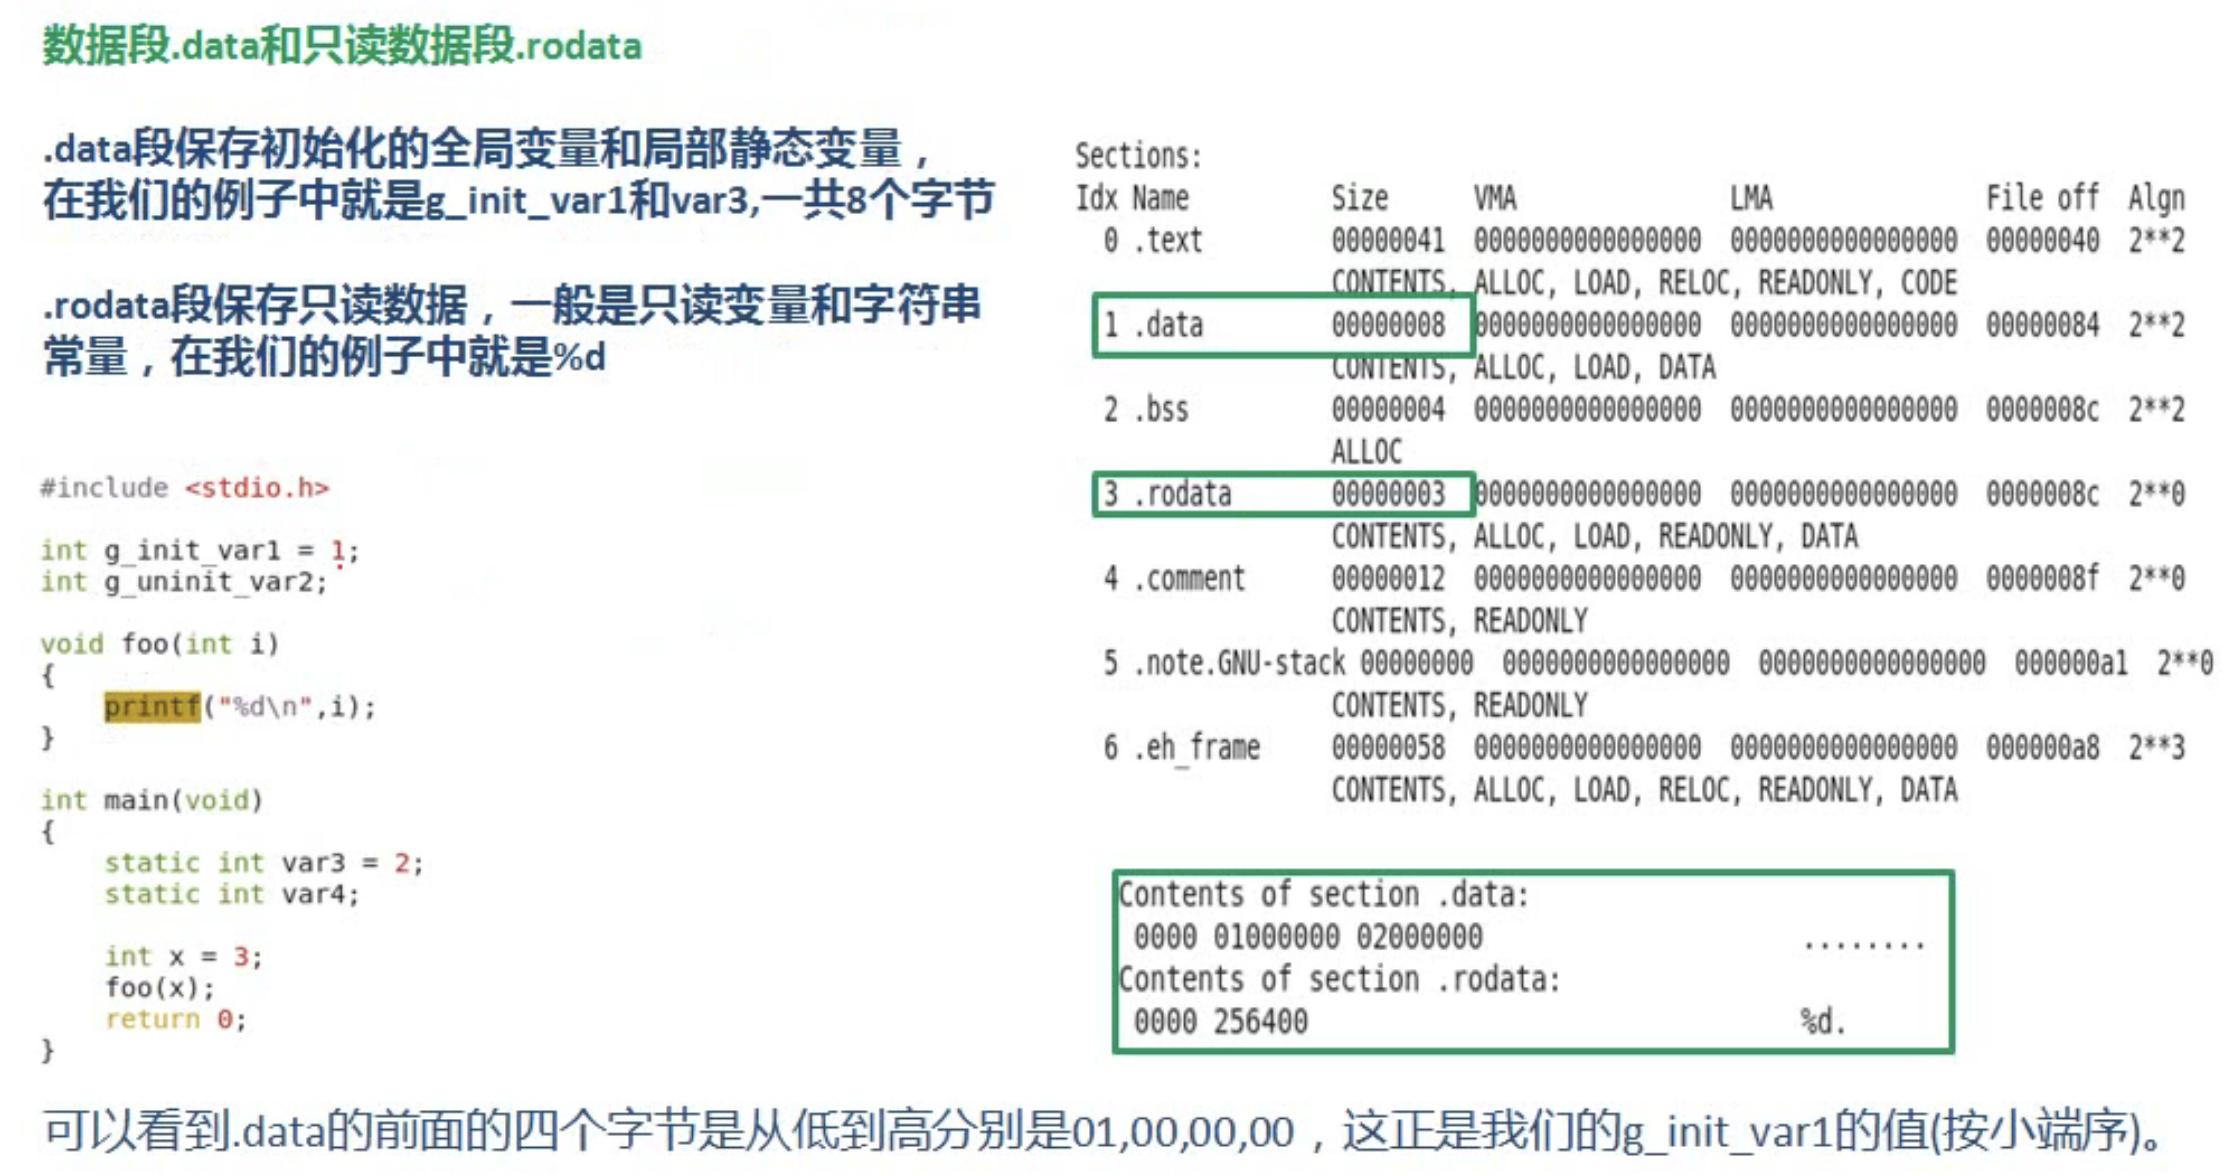 数据段.data和只读数据段.rodata
.data段保存初始化的全局变量和局部静态变量，
在我们的例子中就是g_init_var1和var3,一共8个字节
.rodata段保存只读数据，一般是只读变量和字符串
常量，在我们的例子中就是%d
#include <stdio.h>
int g_init_var1 = 1;
int g_uninit_var2;
void foo(int i)
{
printf("%d\n",i);
}
int main(void)
{
static int var3 = 2;
static int var4;
int x = 3;
foo(x);
return 0;
}
Sections:
Idx Name Size VMA LMA File off Algn
0 .text 00000041 0000000000000000 0000000000000000 00000040 2**2
CONTENTS, ALLOC, LOAD, RELOC, READONLY, CODE
1 .data 00000008 0000000000000000 0000000000000000 00000084 2**2
CONTENTS, ALLOC, LOAD, DATA
2 .bss 00000004 0000000000000000 0000000000000000 0000008c 2**2
ALLOC
3 .rodata 00000003 0000000000000000 0000000000000000 0000008c 2**0
CONTENTS, ALLOC, LOAD, READONLY, DATA
4 .comment 00000012 0000000000000000 0000000000000000 0000008f 2**0
CONTENTS, READONLY
5 .note.GNU-stack 00000000 0000000000000000 0000000000000000 000000a1 2**0
CONTENTS, READONLY
6 .eh_frame 00000058 0000000000000000 0000000000000000 000000a8 2**3
CONTENTS, ALLOC, LOAD, RELOC, READONLY, DATA
Contents of section .data:
0000 01000000 02000000 ........
Contents of section .rodata:
0000 256400 %d.
可以看到.data的前面的四个字节是从低到高分别是01,00,00,00，这正是我们的g_init_var1的值(按小端序)。